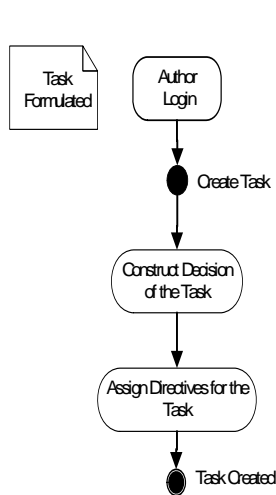 Task
Formulated
Author
Login
Create Task
Construct Decision
of the Task
Assign Directives for the
Task
Task Created